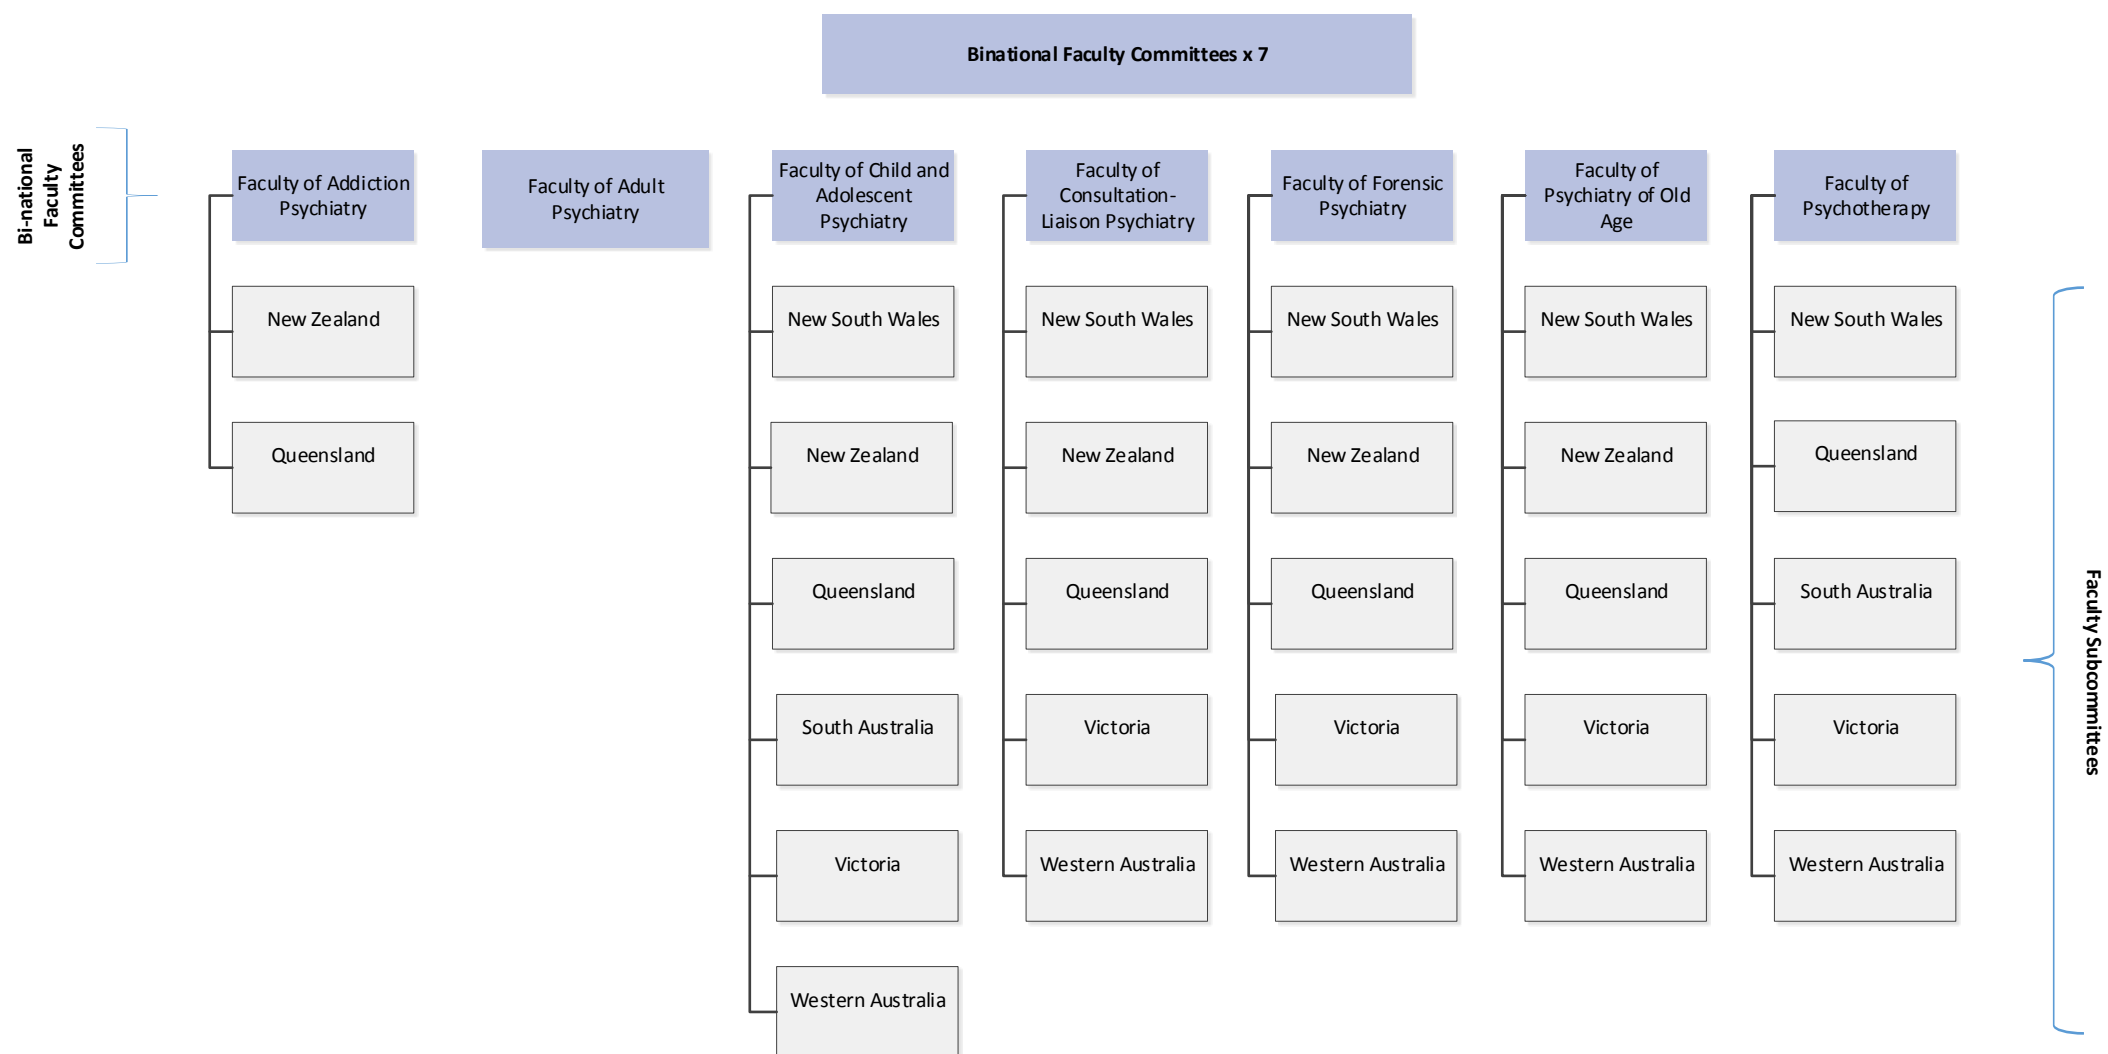 Binational Faculty Committees x 7
Bi-national
Faculty
Committees
Faculty of Addiction
Psychiatry
New Zealand
Queensland
Faculty of Adult
Psychiatry
Faculty of Child and
Adolescent
Psychiatry
New South Wales
New Zealand
Queensland
South Australia
Victoria
Western Australia
Faculty of
Consultation-
Liaison Psychiatry
New South Wales
New Zealand
Queensland
Victoria
Western Australia
Faculty of Forensic
Psychiatry
New South Wales
New Zealand
Queensland
Victoria
Western Australia
Faculty of
Psychiatry of Old
Age
New South Wales
New Zealand
Queensland
Victoria
Western Australia
Faculty of
Psychotherapy
New South Wales
Queensland
South Australia
Victoria
Western Australia
Faculty Subcommittees